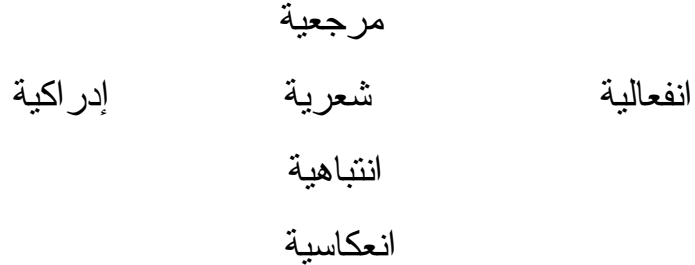 مرجعية
انفعالية شعرية إدراكية
انتباهية
انعكاسية